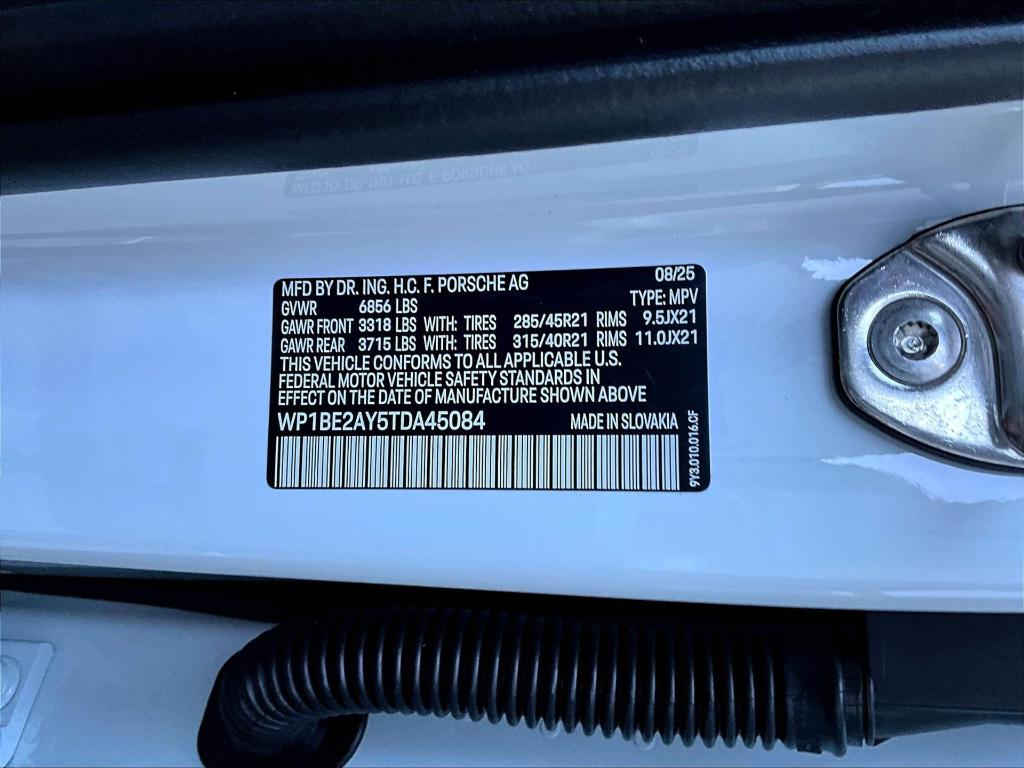 MFD BY DR. ING. H.C. F. PORSCHE AG 08/25
GVWR 6856 LBS TYPE: MPV
GAWR FRONT 3318 LBS WITH: TIRES 285/45R21 RIMS 9.5JX21
GAWR REAR 3715 LBS WITH: TIRES 315/40R21 RIMS 11.0JX21
THIS VEHICLE CONFORMS TO ALL APPLICABLE U.S.
FEDERAL MOTOR VEHICLE SAFETY STANDARDS IN
EFFECT ON THE DATE OF MANUFACTURE SHOWN ABOVE
WP1BE2AY5TDA45084 MADE IN SLOVAKIA
9Y3.010.016.CF